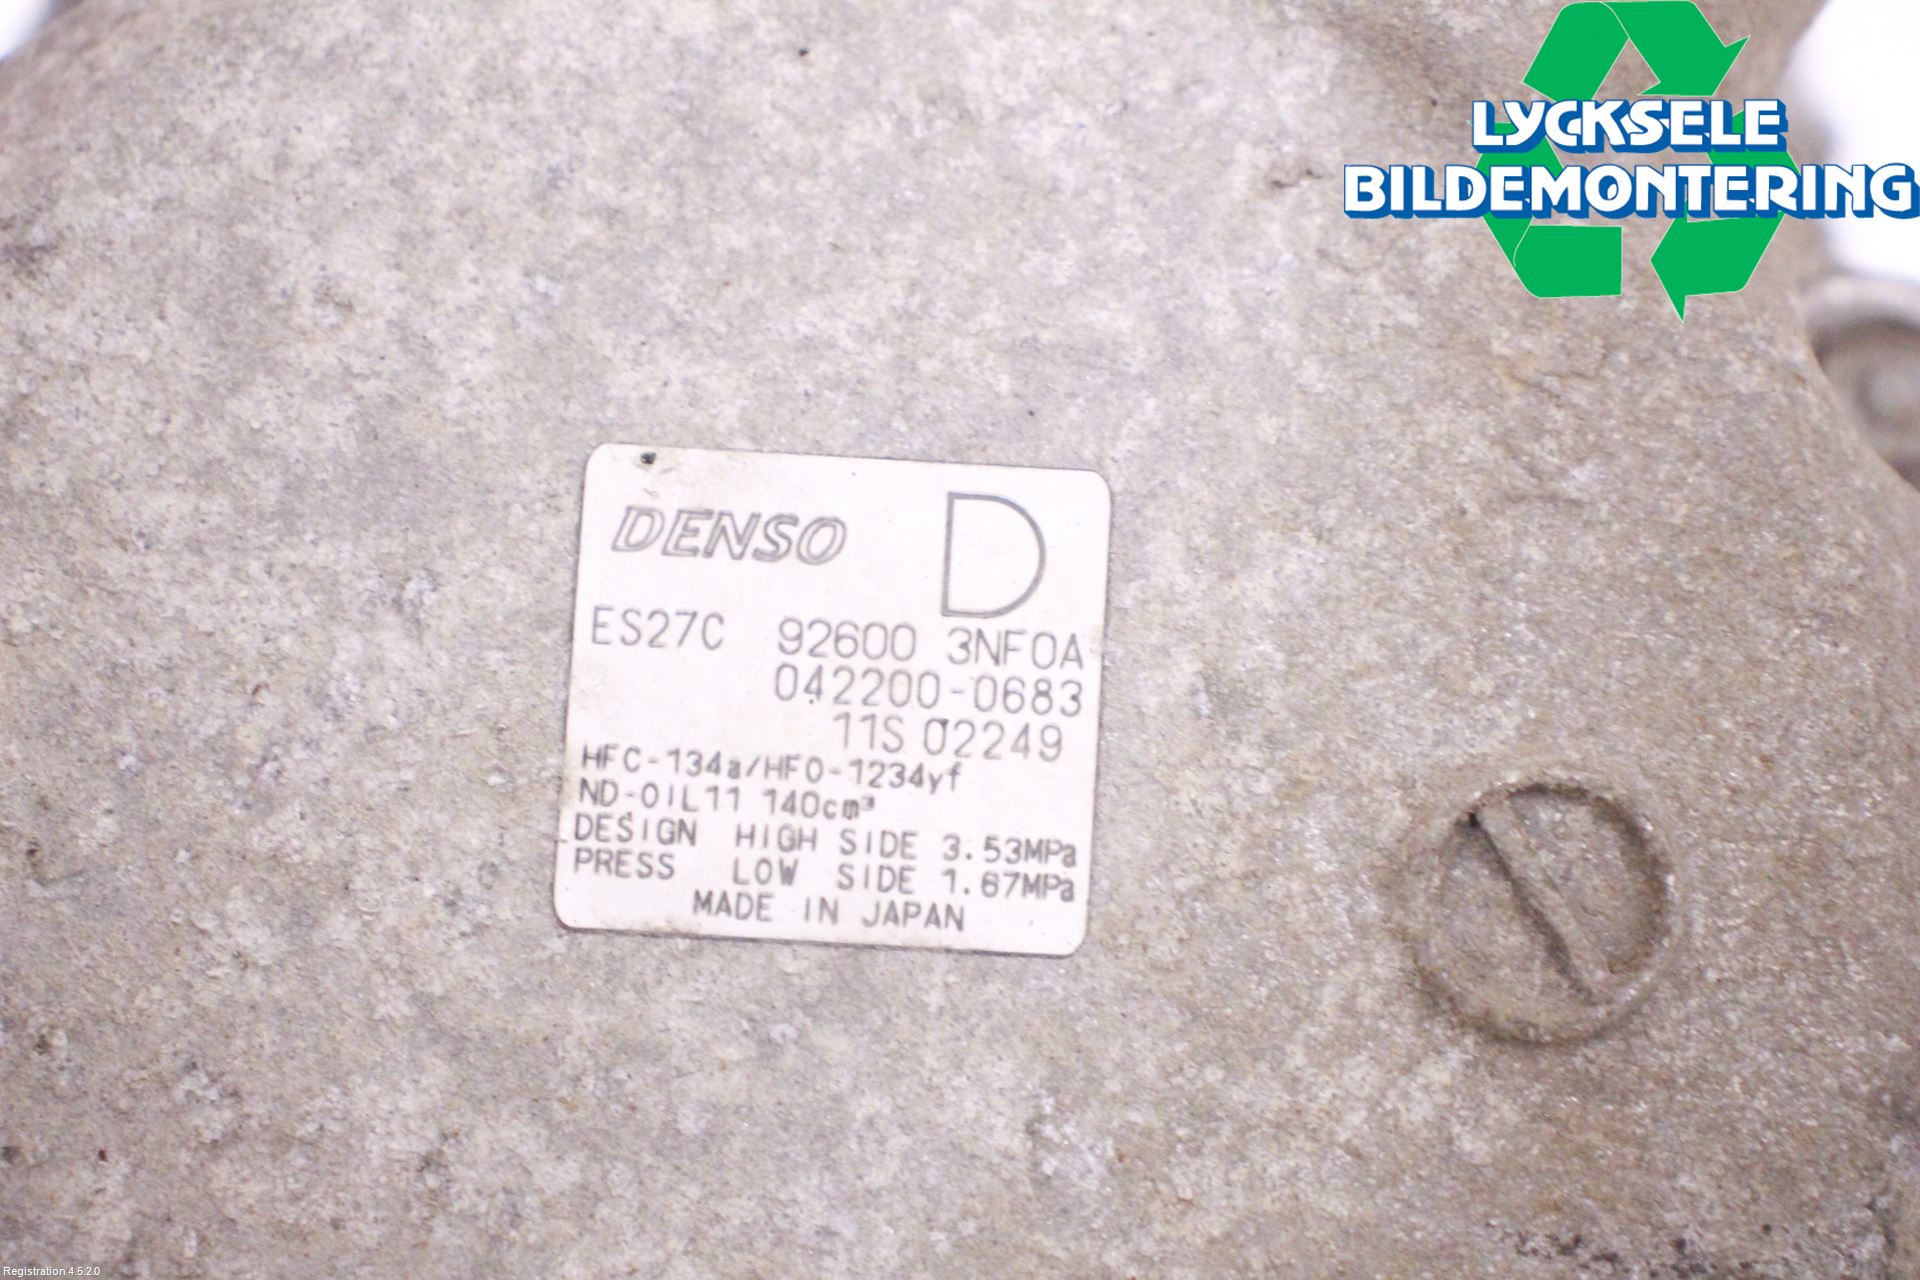 LYCKSELE
BILDEMONTERING
DENSO D
ES27C 92600 3NF0A
042200-0683
11S 02249
HFC-134a/HFO-1234yf
ND-OIL11 140cm³
DESIGN HIGH SIDE 3.53MPa
PRESS LOW SIDE 1.67MPa
MADE IN JAPAN
Registration 4.5.2.0